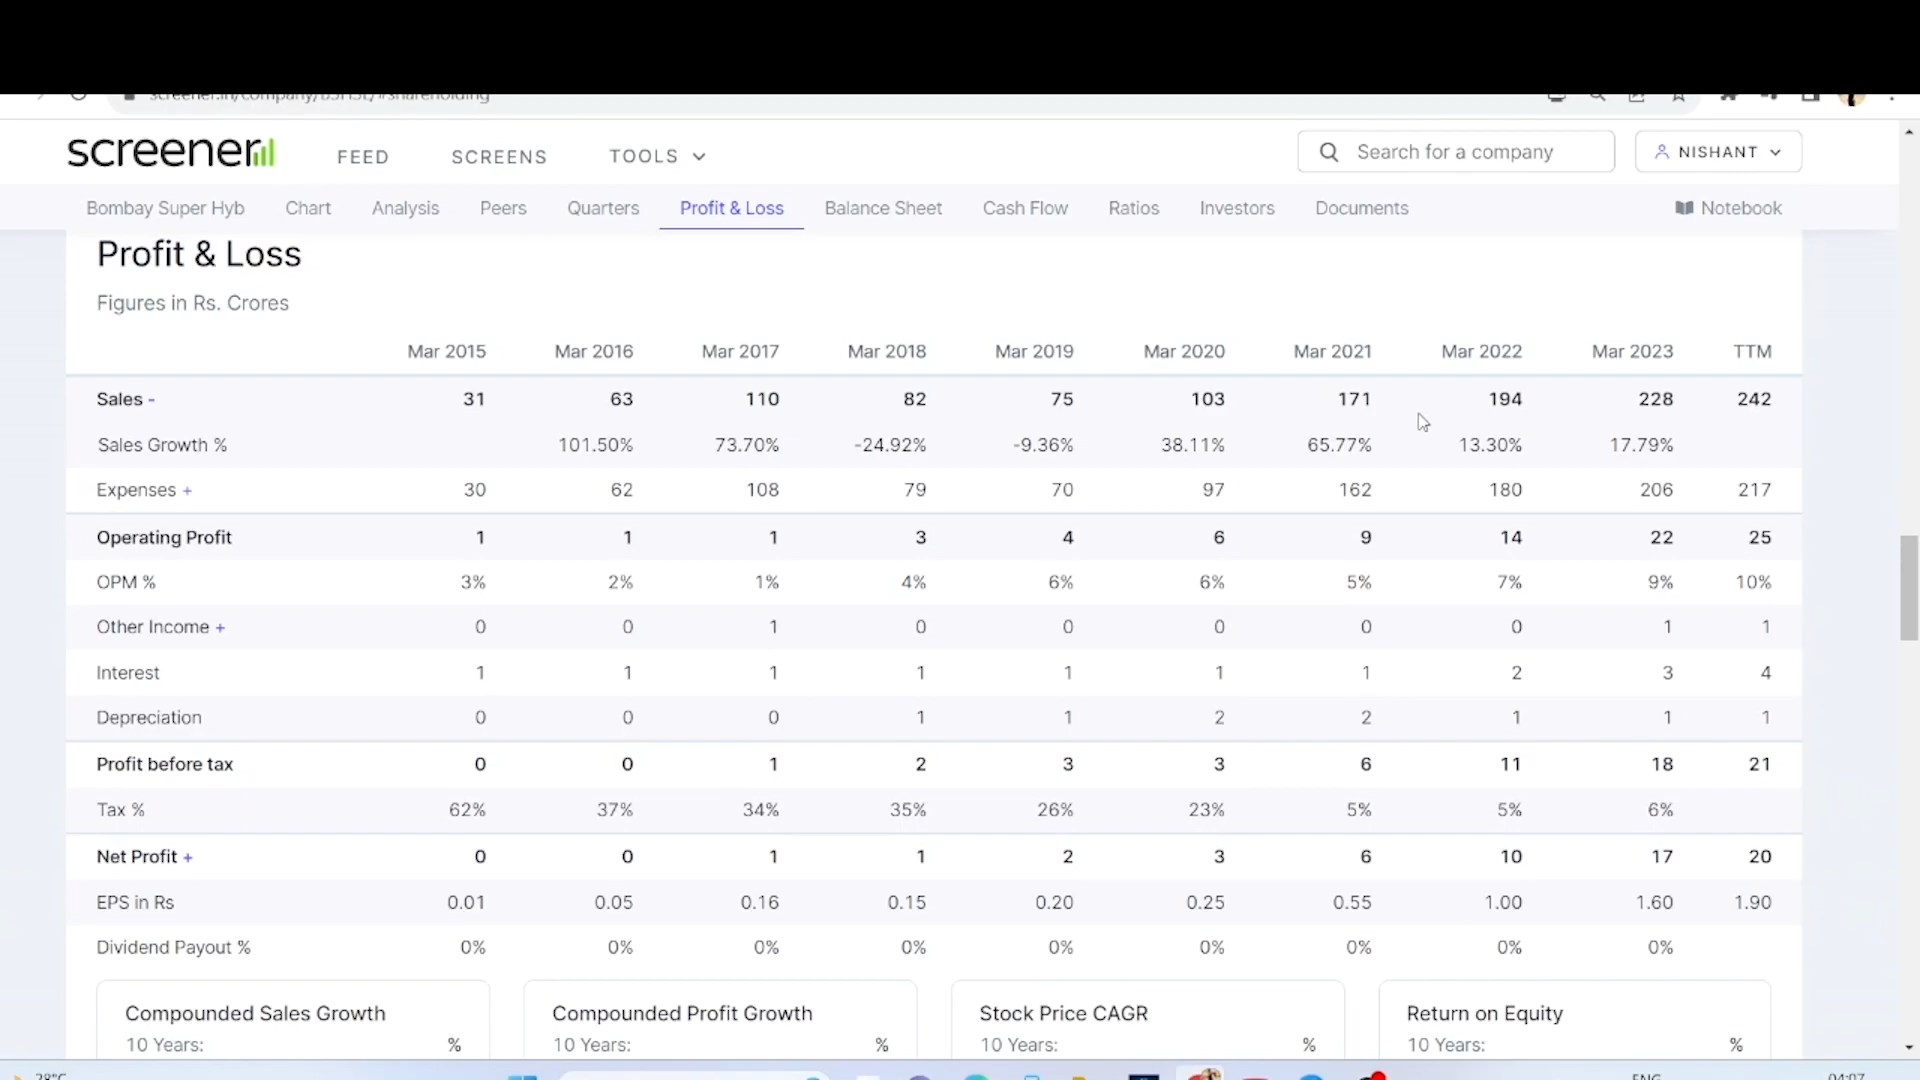 screener
FEED SCREENS TOOLS
Search for a company
NISHANT
Bombay Super Hyb Chart Analysis Peers Quarters Profit & Loss Balance Sheet Cash Flow Ratios Investors Documents Notebook
Profit & Loss
Figures in Rs. Crores
Mar 2015 Mar 2016 Mar 2017 Mar 2018 Mar 2019 Mar 2020 Mar 2021 Mar 2022 Mar 2023 TTM
Sales - 31 63 110 82 75 103 171 194 228 242
Sales Growth % 101.50% 73.70% -24.92% -9.36% 38.11% 65.77% 13.30% 17.79%
Expenses + 30 62 108 79 70 97 162 180 206 217
Operating Profit 1 1 1 3 4 6 9 14 22 25
OPM % 3% 2% 1% 4% 6% 6% 5% 7% 9% 10%
Other Income + 0 0 1 0 0 0 0 0 1 1
Interest 1 1 1 1 1 1 1 2 3 4
Depreciation 0 0 0 1 1 2 2 1 1 1
Profit before tax 0 0 1 2 3 3 6 11 18 21
Tax % 62% 37% 34% 35% 26% 23% 5% 5% 6%
Net Profit + 0 0 1 1 2 3 6 10 17 20
EPS in Rs 0.01 0.05 0.16 0.15 0.20 0.25 0.55 1.00 1.60 1.90
Dividend Payout % 0% 0% 0% 0% 0% 0% 0% 0% 0%
Compounded Sales Growth Compounded Profit Growth Stock Price CAGR Return on Equity
10 Years: % 10 Years: % 10 Years: % 10 Years: %
28°C ENG 04:07